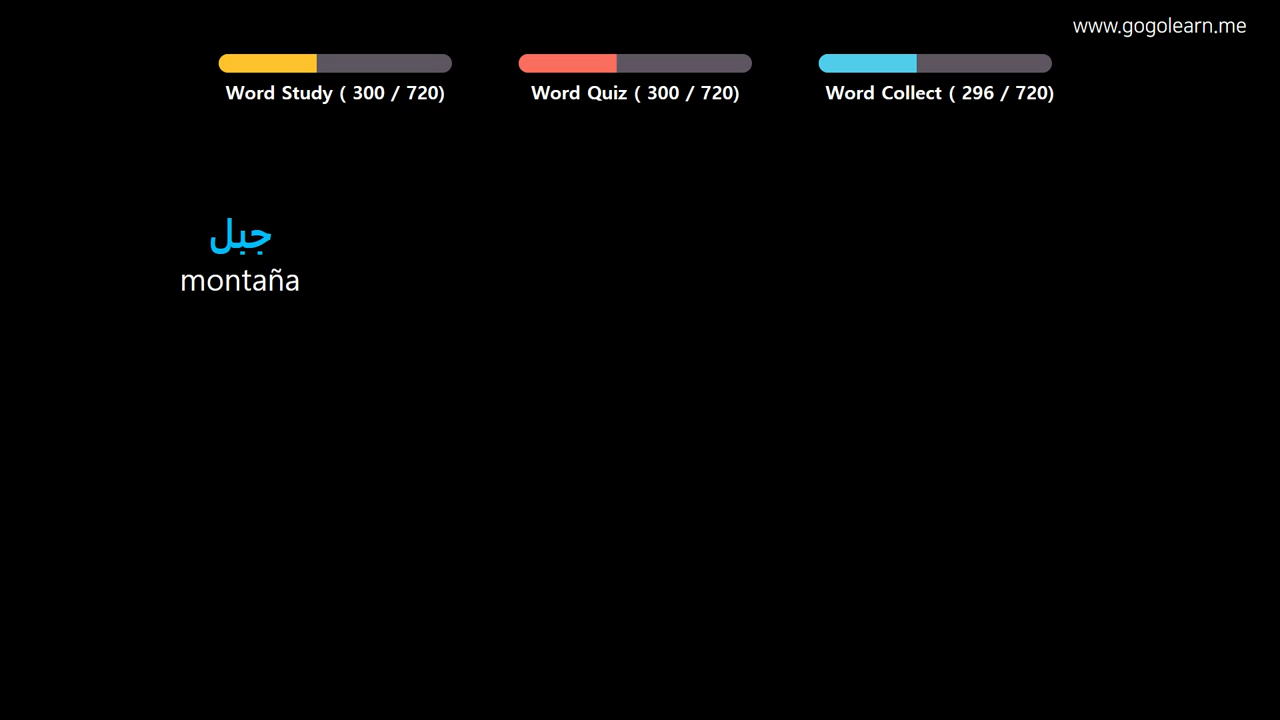 www.gogolearn.me
Word Study ( 300 / 720)
Word Quiz ( 300 / 720)
Word Collect ( 296 / 720)
جبل
montaña